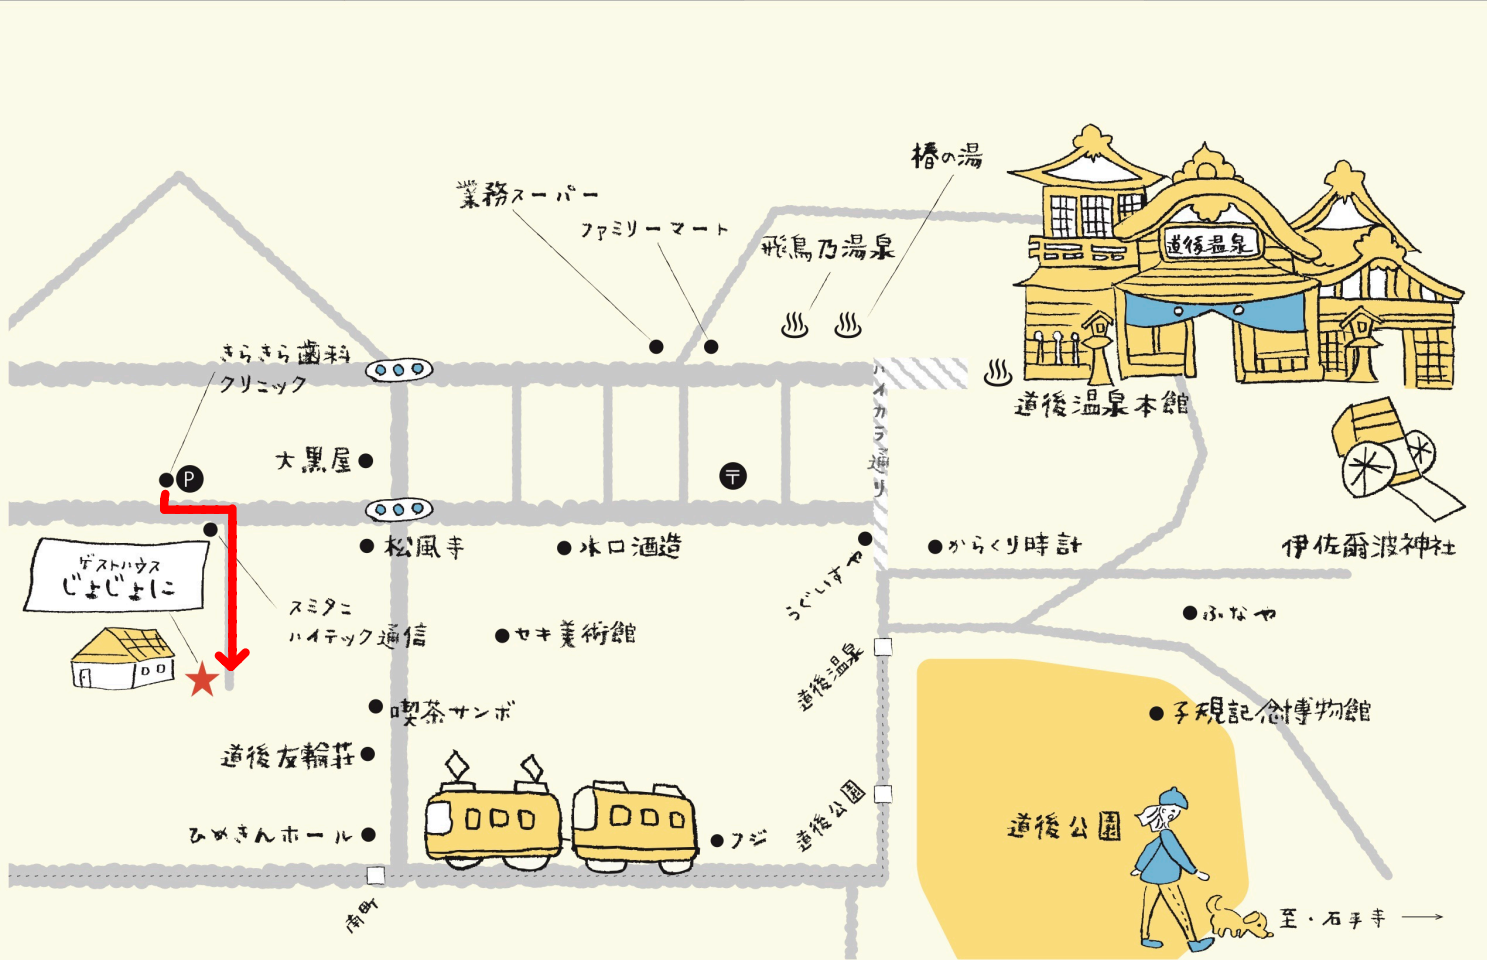 椿の湯
業務スーパー
ファミリーマート
飛鳥乃湯泉
道後温泉
きらきら歯科
クリニック
ハイカラ通り
道後温泉本館
大黒屋
P
〒
松風寺
水口酒造
うぐいすや
からくり時計
伊佐爾波神社
ゲストハウス
じょじょに
スミタニ
ハイテック通信
セキ美術館
ふなや
道後温泉
喫茶サンボ
子規記念博物館
道後友輪荘
ひめぎんホール
フジ
道後公園
道後公園
南町
至・石手寺